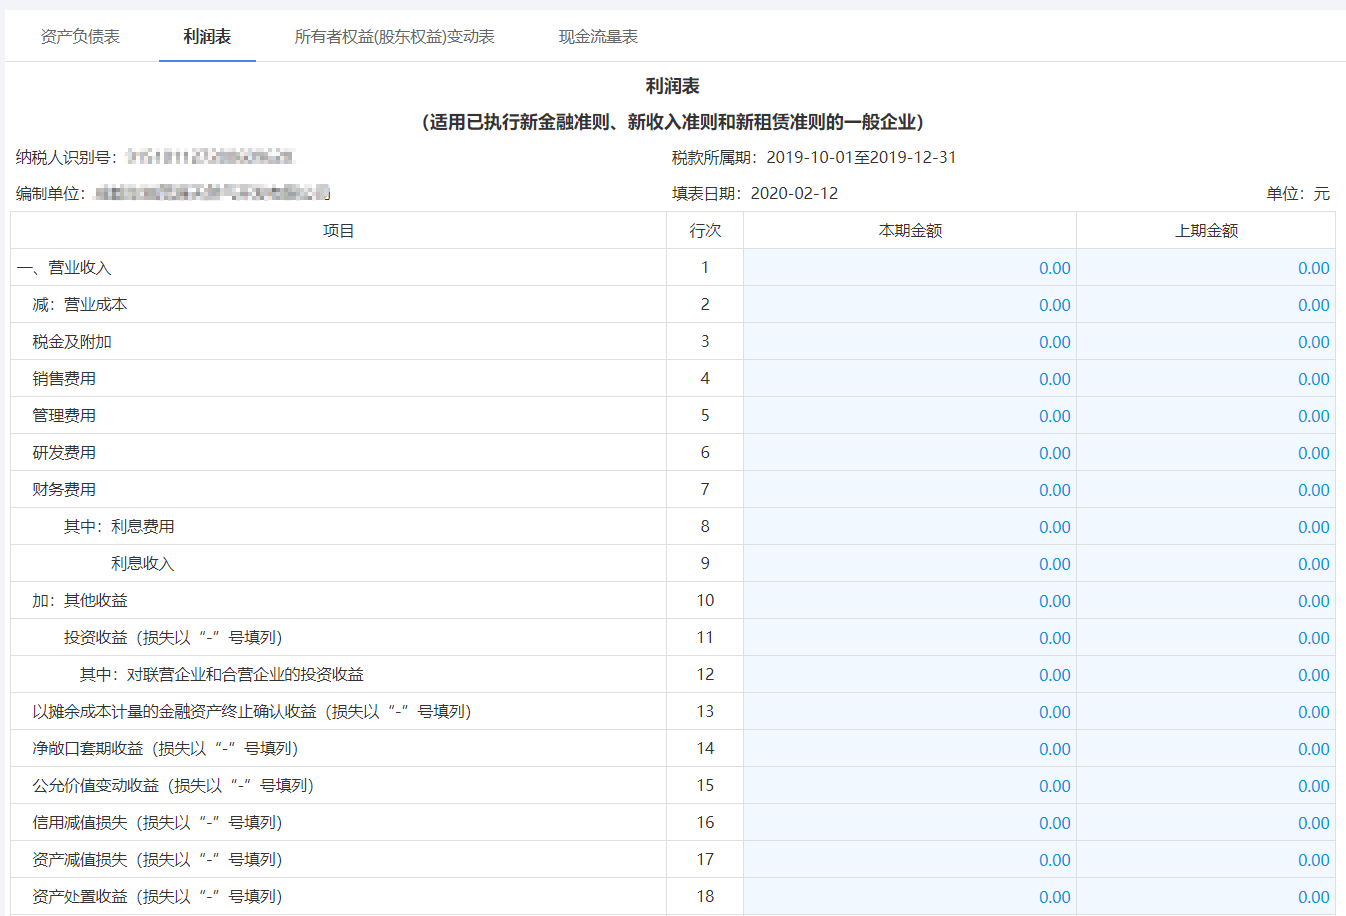 资产负债表 利润表 所有者权益(股东权益)变动表 现金流量表
利润表
（适用已执行新金融准则、新收入准则和新租赁准则的一般企业）
纳税人识别号： 税款所属期：2019-10-01至2019-12-31
编制单位： 填表日期：2020-02-12 单位：元
项目 行次 本期金额 上期金额
一、营业收入 1 0.00 0.00
减：营业成本 2 0.00 0.00
税金及附加 3 0.00 0.00
销售费用 4 0.00 0.00
管理费用 5 0.00 0.00
研发费用 6 0.00 0.00
财务费用 7 0.00 0.00
其中：利息费用 8 0.00 0.00
利息收入 9 0.00 0.00
加：其他收益 10 0.00 0.00
投资收益（损失以“-”号填列） 11 0.00 0.00
其中：对联营企业和合营企业的投资收益 12 0.00 0.00
以摊余成本计量的金融资产终止确认收益（损失以“-”号填列） 13 0.00 0.00
净敞口套期收益（损失以“-”号填列） 14 0.00 0.00
公允价值变动收益（损失以“-”号填列） 15 0.00 0.00
信用减值损失（损失以“-”号填列） 16 0.00 0.00
资产减值损失（损失以“-”号填列） 17 0.00 0.00
资产处置收益（损失以“-”号填列） 18 0.00 0.00